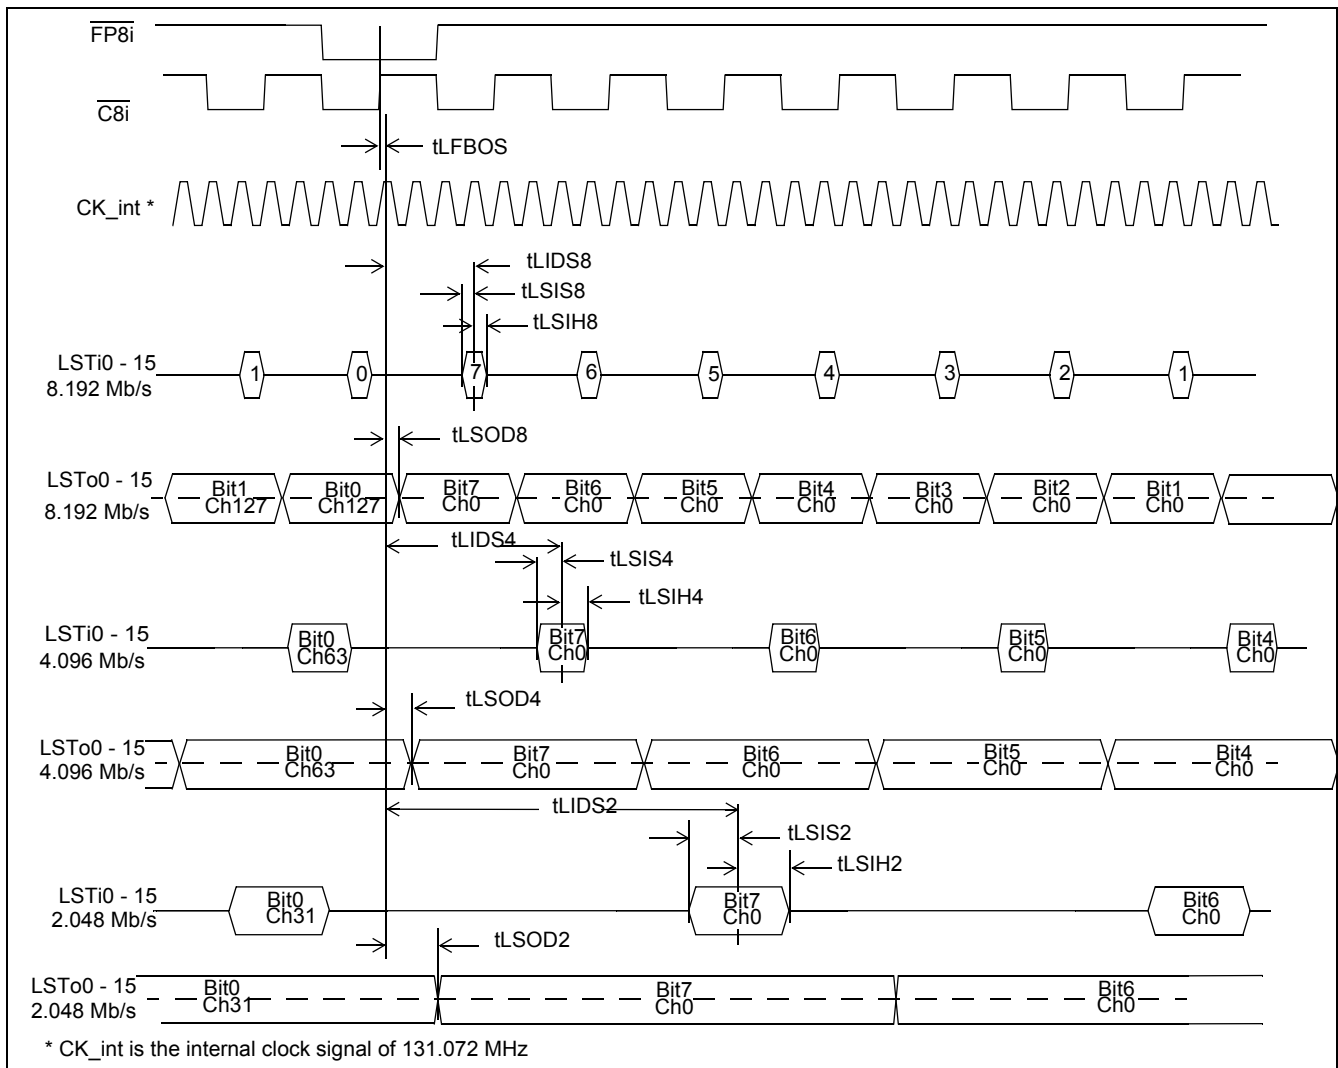 FP8i
C8i
tLFBOS
CK_int *
tLIDS8
tLSIS8
tLSIH8
LSTi0 - 15
8.192 Mb/s
1 0 7 6 5 4 3 2 1
tLSOD8
LSTo0 - 15
8.192 Mb/s
Bit1 Bit0 Bit7 Bit6 Bit5 Bit4 Bit3 Bit2 Bit1
Ch127 Ch127 Ch0 Ch0 Ch0 Ch0 Ch0 Ch0 Ch0
tLIDS4
tLSIS4
tLSIH4
LSTi0 - 15
4.096 Mb/s
Bit0 Bit7 Bit6 Bit5 Bit4
Ch63 Ch0 Ch0 Ch0 Ch0
tLSOD4
LSTo0 - 15
4.096 Mb/s
Bit0 Bit7 Bit6 Bit5 Bit4
Ch63 Ch0 Ch0 Ch0 Ch0
tLIDS2
tLSIS2
tLSIH2
LSTi0 - 15
2.048 Mb/s
Bit0 Bit7 Bit6
Ch31 Ch0 Ch0
tLSOD2
LSTo0 - 15
2.048 Mb/s
Bit0 Bit7 Bit6
Ch31 Ch0 Ch0
* CK_int is the internal clock signal of 131.072 MHz